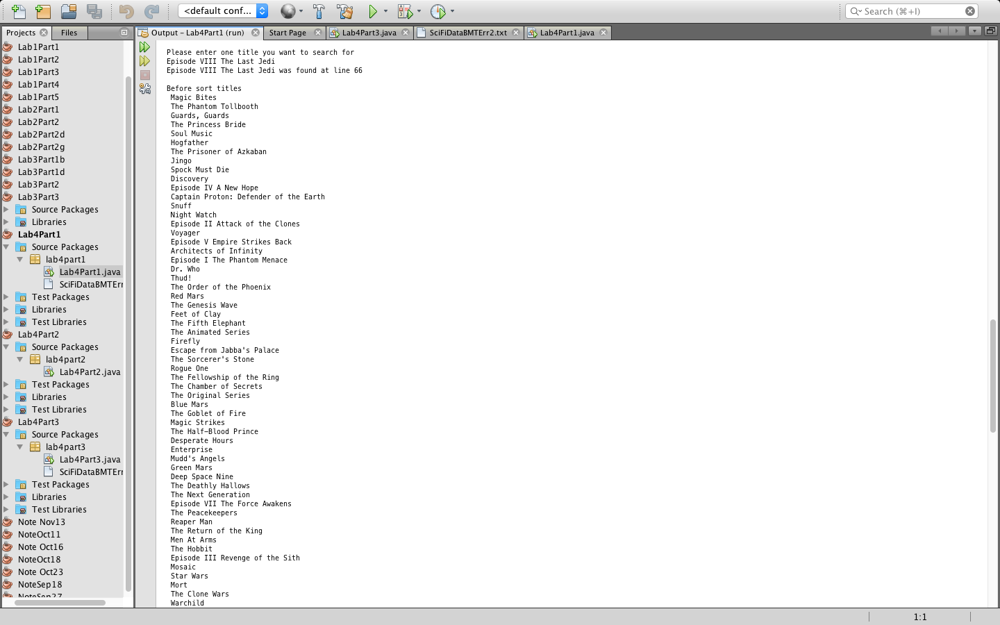 <default conf...
Search (⌘+I)
Projects
Files
Output – Lab4Part1 (run)
Start Page
Lab4Part3.java
SciFiDataBMTErr2.txt
Lab4Part1.java
Lab1Part1
Lab1Part2
Lab1Part3
Lab1Part4
Lab1Part5
Lab2Part1
Lab2Part2
Lab2Part2d
Lab2Part2g
Lab3Part1b
Lab3Part1d
Lab3Part2
Lab3Part3
Source Packages
Libraries
Lab4Part1
Source Packages
lab4part1
Lab4Part1.java
SciFiDataBMTErr
Test Packages
Libraries
Test Libraries
Lab4Part2
Source Packages
lab4part2
Lab4Part2.java
Test Packages
Libraries
Test Libraries
Lab4Part3
Source Packages
lab4part3
Lab4Part3.java
SciFiDataBMTErr
Test Packages
Libraries
Test Libraries
Note Nov13
NoteOct11
Note Oct16
NoteOct18
Note Oct23
NoteSep18
NoteSep27
Please enter one title you want to search for
Episode VIII The Last Jedi
Episode VIII The Last Jedi was found at line 66
Before sort titles
Magic Bites
The Phantom Tollbooth
Guards, Guards
The Princess Bride
Soul Music
Hogfather
The Prisoner of Azkaban
Jingo
Spock Must Die
Discovery
Episode IV A New Hope
Captain Proton: Defender of the Earth
Snuff
Night Watch
Episode II Attack of the Clones
Voyager
Episode V Empire Strikes Back
Architects of Infinity
Episode I The Phantom Menace
Dr. Who
Thud!
The Order of the Phoenix
Red Mars
The Genesis Wave
Feet of Clay
The Fifth Elephant
The Animated Series
Firefly
Escape from Jabba's Palace
The Sorcerer's Stone
Rogue One
The Fellowship of the Ring
The Chamber of Secrets
The Original Series
Blue Mars
The Goblet of Fire
Magic Strikes
The Half-Blood Prince
Desperate Hours
Enterprise
Mudd's Angels
Green Mars
Deep Space Nine
The Deathly Hallows
The Next Generation
Episode VII The Force Awakens
The Peacekeepers
Reaper Man
The Return of the King
Men At Arms
The Hobbit
Episode III Revenge of the Sith
Mosaic
Star Wars
Mort
The Clone Wars
Warchild
1:1